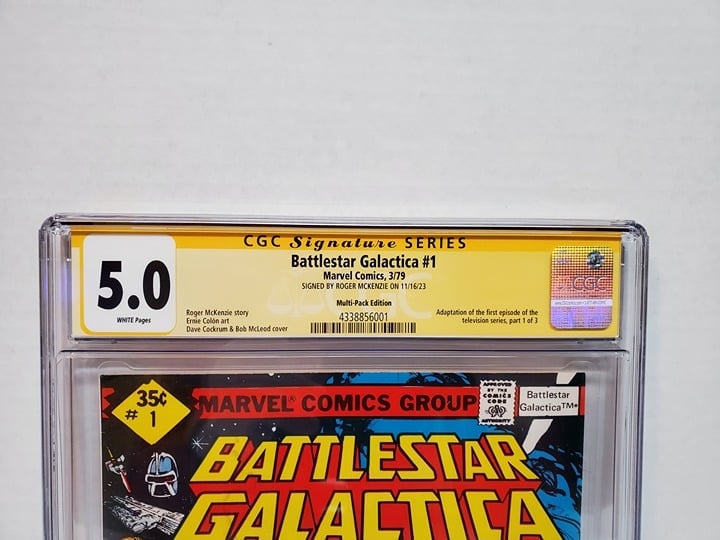 CGC Signature SERIES
5.0
WHITE Pages
Battlestar Galactica #1
Marvel Comics, 3/79
SIGNED BY ROGER MCKENZIE ON 11/16/23
Multi-Pack Edition
Roger McKenzie story
Ernie Colón art
Dave Cockrum & Bob McLeod cover
4338856001
Adaptation of the first episode of the
television series, part 1 of 3
CGC
35¢
# 1
MARVEL® COMICS GROUP
APPROVED
BY THE
COMICS
CODE
AUTHORITY
Battlestar
Galactica™
BATTLESTAR
GALACTICA